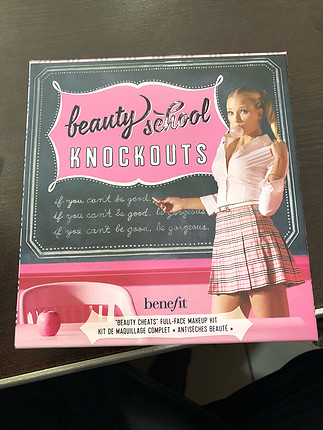 beauty school
KNOCKOUTS
if you can't be good,
if you can't be good, be gorgeous.
if you can't be good, be gorgeous.
benefit
"BEAUTY CHEATS" FULL-FACE MAKEUP KIT
KIT DE MAQUILLAGE COMPLET • ANTISÈCHES BEAUTÉ •